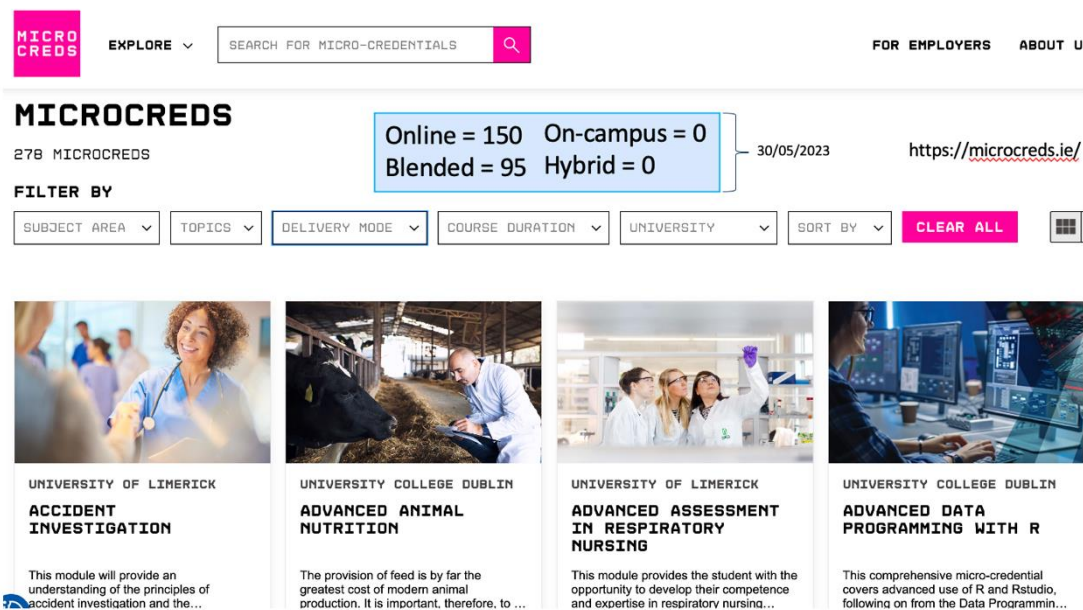 MICRO
CREDS
EXPLORE
SEARCH FOR MICRO-CREDENTIALS
FOR EMPLOYERS
ABOUT U
MICROCREDS
278 MICROCREDS
Online = 150 On-campus = 0
Blended = 95 Hybrid = 0
30/05/2023
https://microcreds.ie/
FILTER BY
SUBJECT AREA
TOPICS
DELIVERY MODE
COURSE DURATION
UNIVERSITY
SORT BY
CLEAR ALL
UNIVERSITY OF LIMERICK
ACCIDENT
INVESTIGATION
This module will provide an
understanding of the principles of
accident investigation and the...
UNIVERSITY COLLEGE DUBLIN
ADVANCED ANIMAL
NUTRITION
The provision of feed is by far the
greatest cost of modern animal
production. It is important, therefore, to ...
UNIVERSITY OF LIMERICK
ADVANCED ASSESSMENT
IN RESPIRATORY
NURSING
This module provides the student with the
opportunity to develop their competence
and expertise in respiratory nursing...
UNIVERSITY COLLEGE DUBLIN
ADVANCED DATA
PROGRAMMING WITH R
This comprehensive micro-credential
covers advanced use of R and Rstudio,
following on from the Data Programmin...